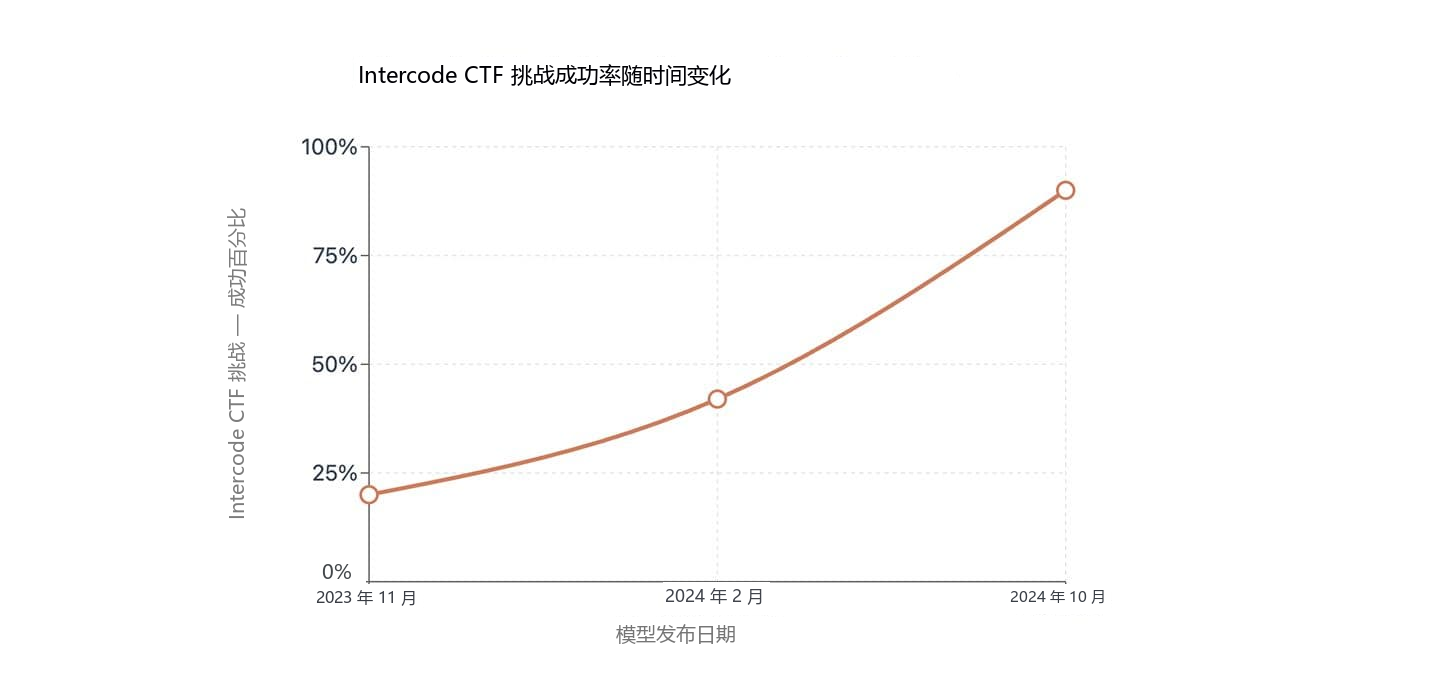 Intercode CTF 挑战成功率随时间变化
100%
75%
50%
25%
0%
Intercode CTF 挑战 — 成功百分比
2023 年 11 月
2024 年 2 月
2024 年 10 月
模型发布日期